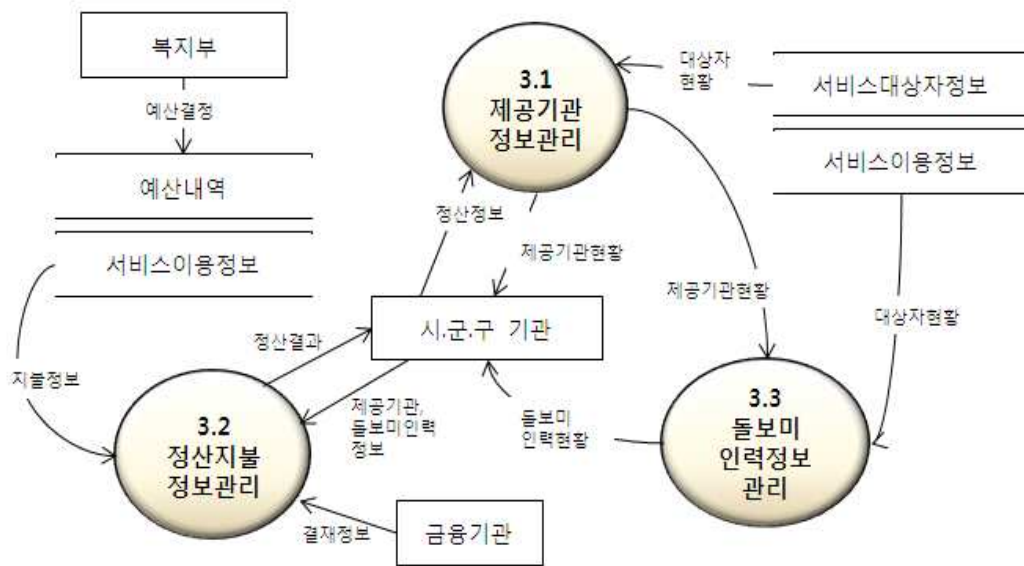 복지부
예산결정
예산내역
서비스이용정보
지불정보
3.1
제공기관
정보관리
대상자
현황
서비스대상자정보
서비스이용정보
정산정보
제공기관현황
제공기관현황
대상자현황
시.군.구 기관
정산결과
제공기관,
돌보미인력
정보
돌보미
인력현황
3.2
정산지불
정보관리
3.3
돌보미
인력정보
관리
결재정보
금융기관